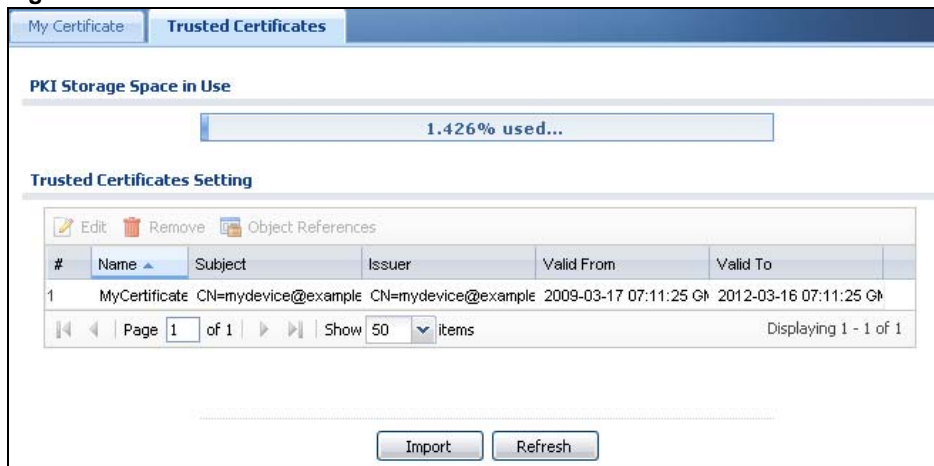 My Certificate Trusted Certificates
PKI Storage Space in Use
1.426% used...
Trusted Certificates Setting
Edit Remove Object References
# Name Subject Issuer Valid From Valid To
1 MyCertificate CN=mydevice@example CN=mydevice@example 2009-03-17 07:11:25 GM 2012-03-16 07:11:25 GM
Page 1 of 1 Show 50 items Displaying 1 - 1 of 1
Import Refresh